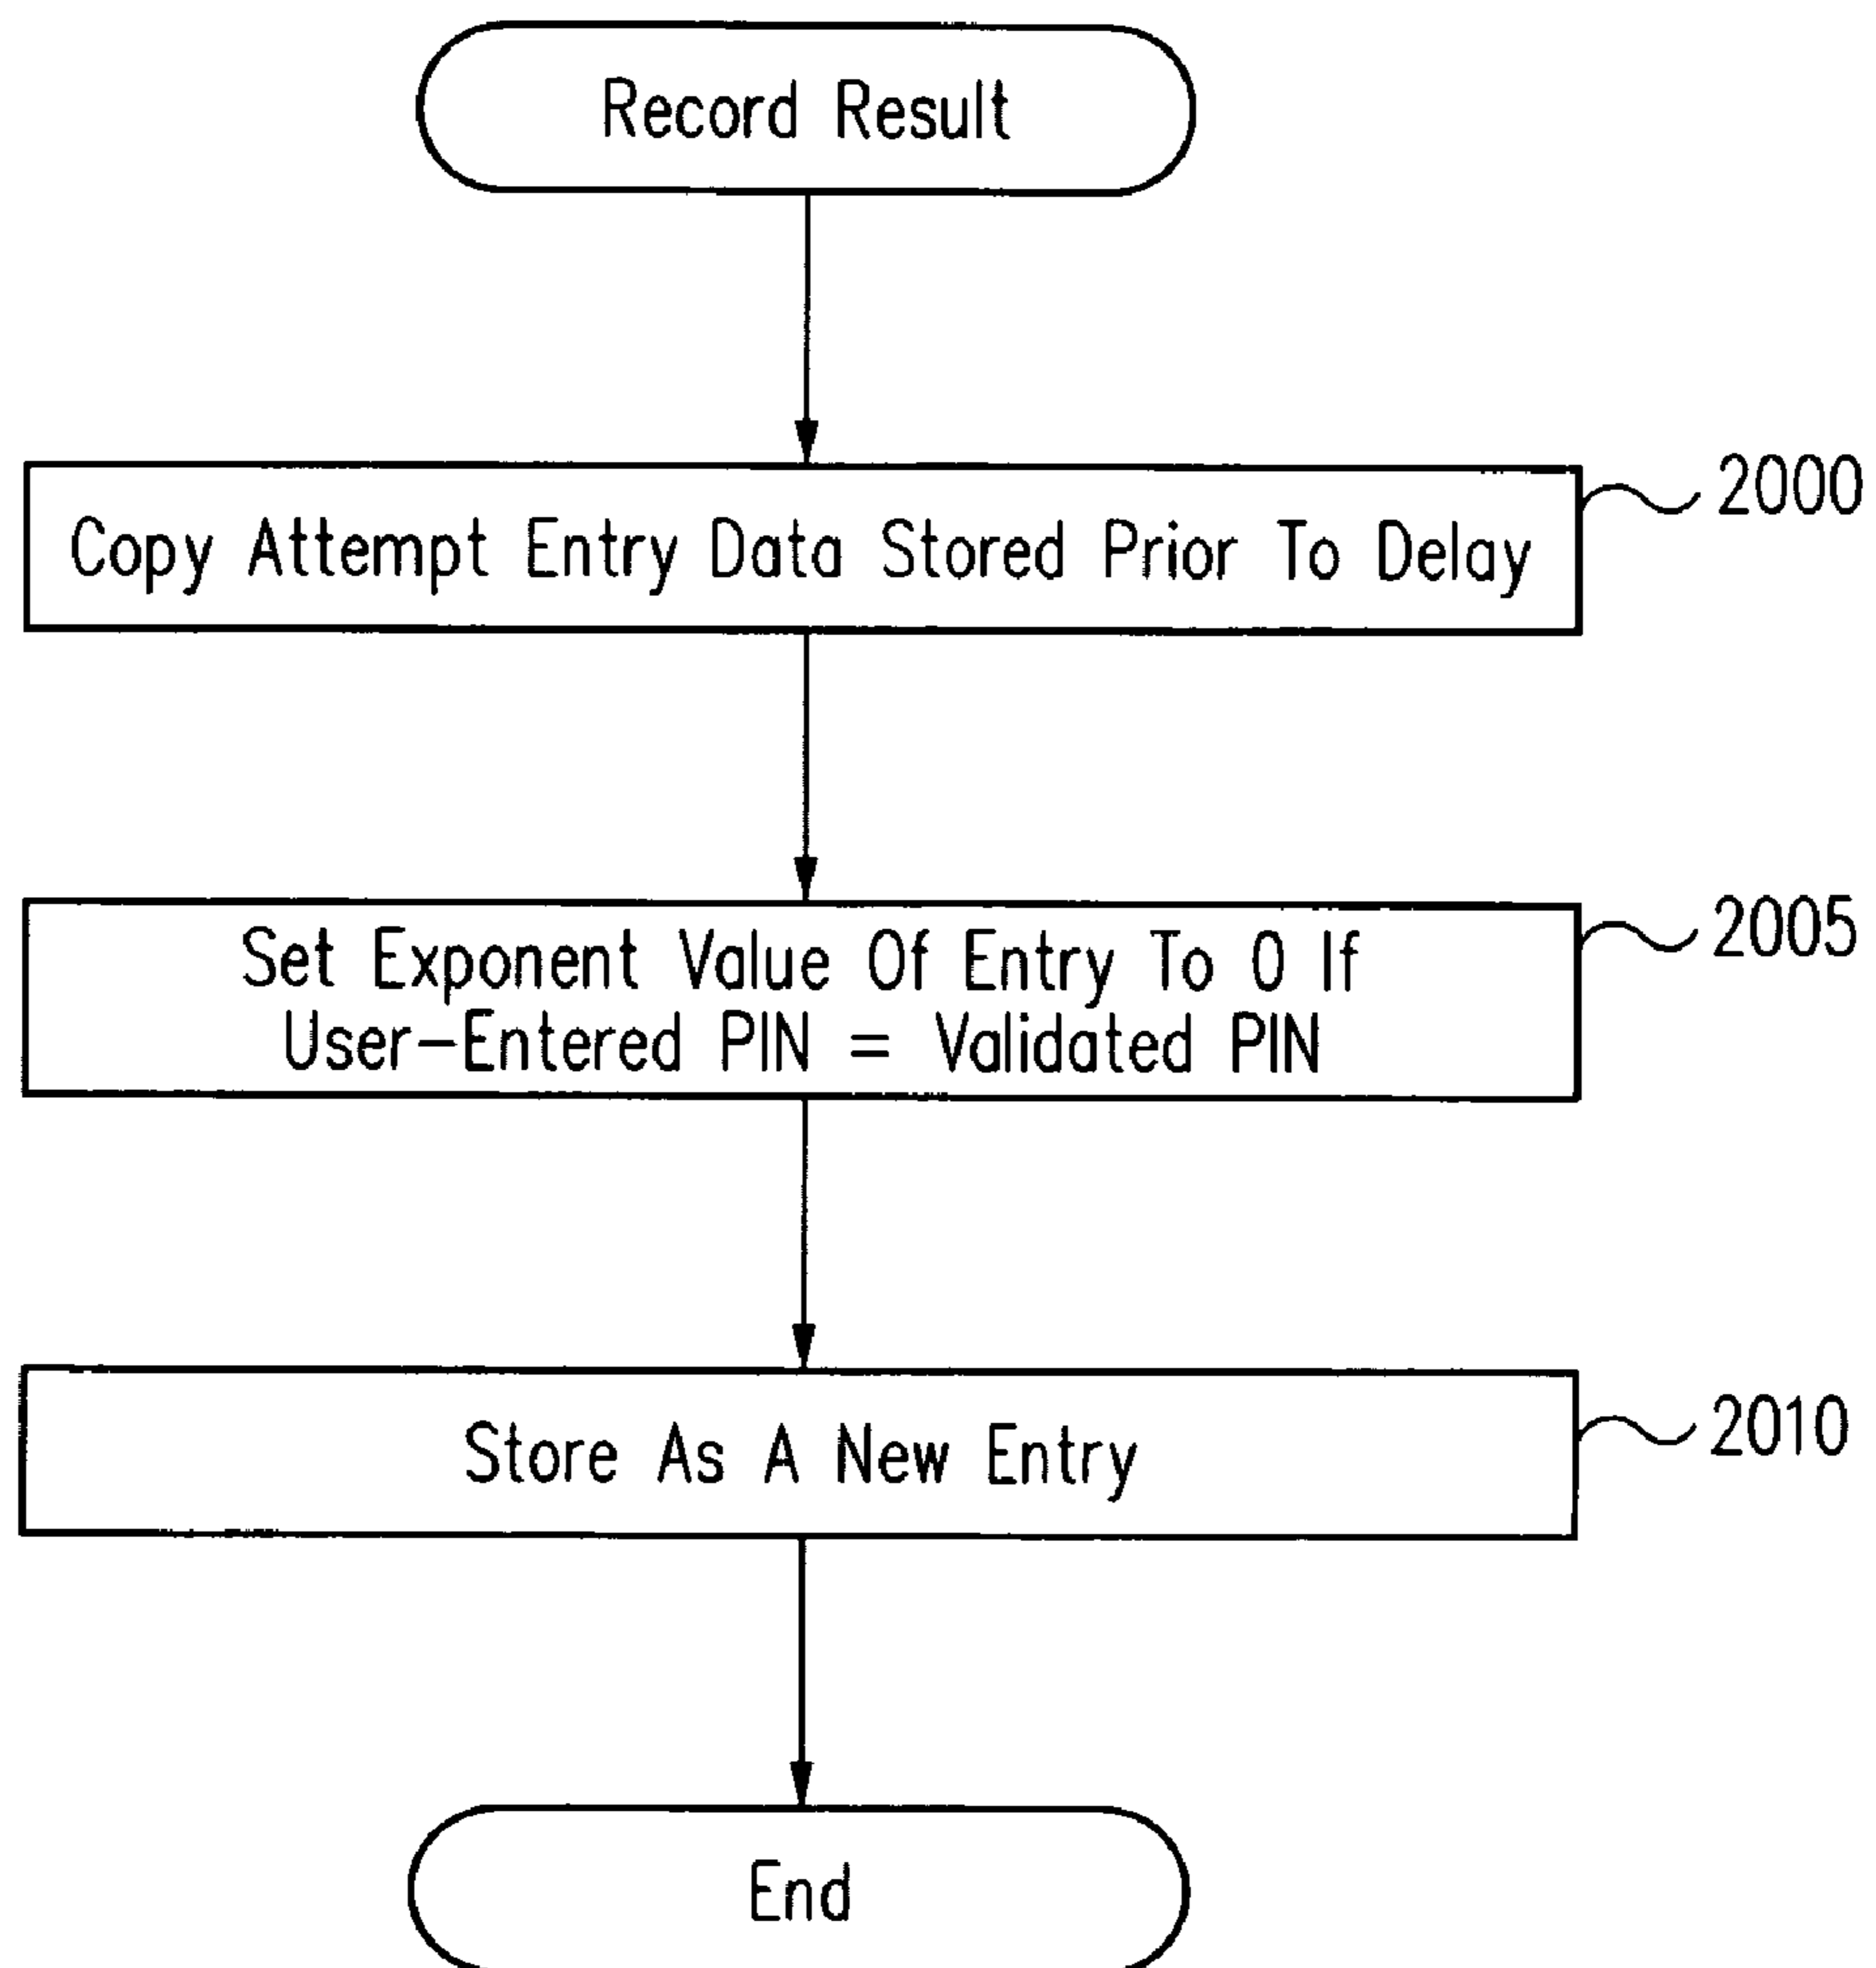 Record Result
Copy Attempt Entry Data Stored Prior To Delay
2000
Set Exponent Value Of Entry To 0 If
User-Entered PIN = Validated PIN
2005
Store As A New Entry
2010
End